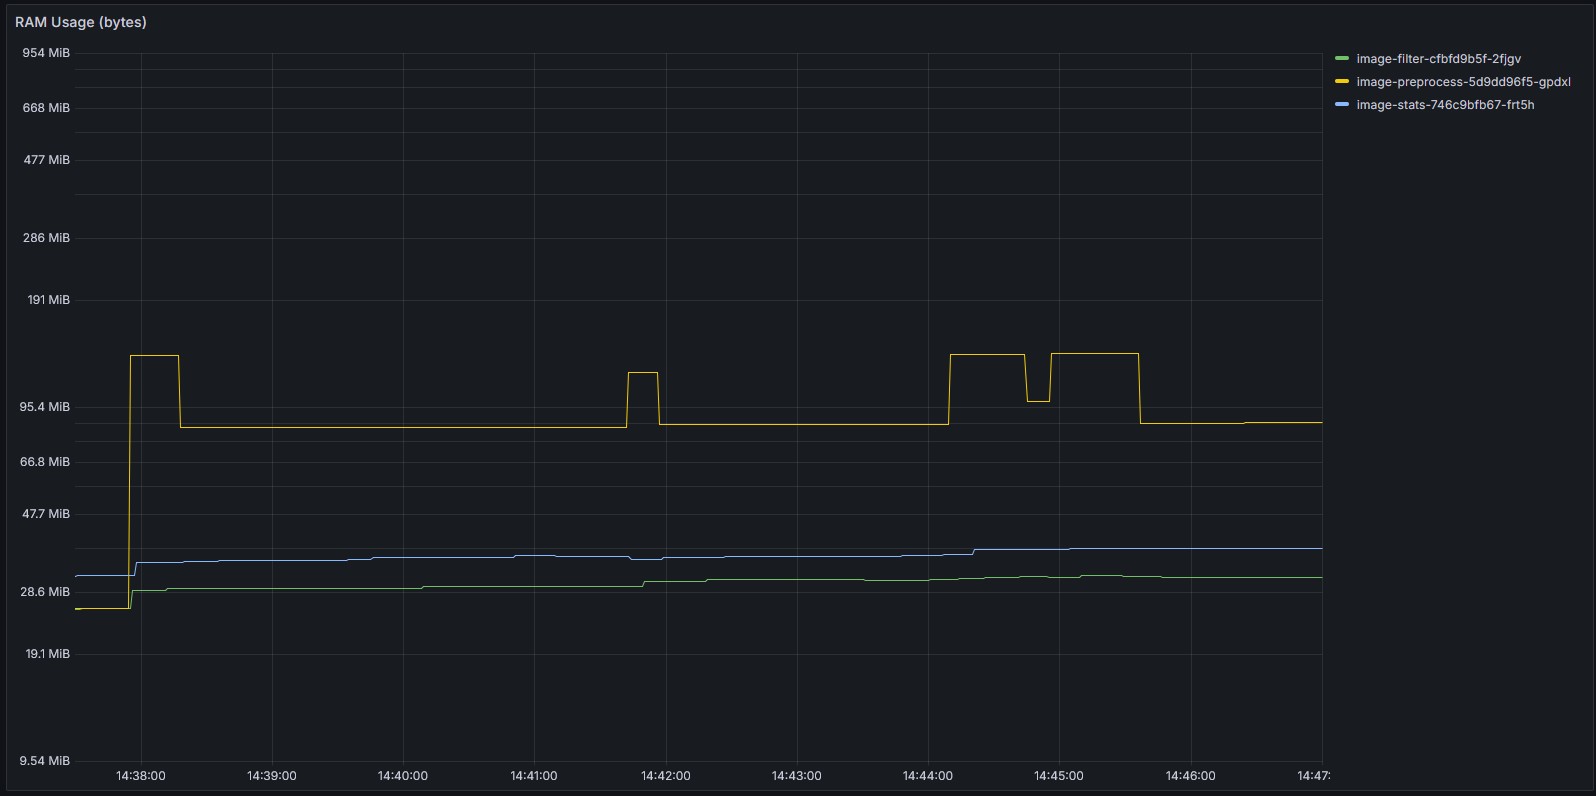 RAM Usage (bytes)
954 MiB
668 MiB
477 MiB
286 MiB
191 MiB
95.4 MiB
66.8 MiB
47.7 MiB
28.6 MiB
19.1 MiB
9.54 MiB
14:38:00 14:39:00 14:40:00 14:41:00 14:42:00 14:43:00 14:44:00 14:45:00 14:46:00 14:47:
image-filter-cfbfd9b5f-2fjgv
image-preprocess-5d9dd96f5-gpdxl
image-stats-746c9bfb67-frt5h